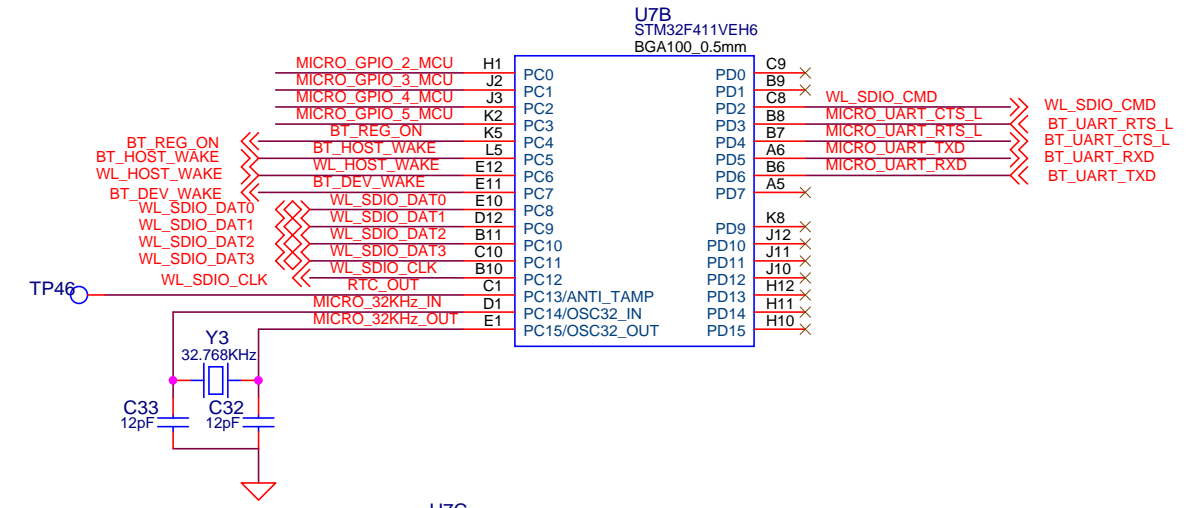 U7B
STM32F411VEH6
BGA100_0.5mm
MICRO_GPIO_2_MCU H1 PC0 PD0 C9
MICRO_GPIO_3_MCU J2 PC1 PD1 B9
MICRO_GPIO_4_MCU J3 PC2 PD2 C8 WL_SDIO_CMD WL_SDIO_CMD
MICRO_GPIO_5_MCU K2 PC3 PD3 B8 MICRO_UART_CTS_L BT_UART_RTS_L
BT_REG_ON BT_REG_ON K5 PC4 PD4 B7 MICRO_UART_RTS_L BT_UART_CTS_L
BT_HOST_WAKE BT_HOST_WAKE L5 PC5 PD5 A6 MICRO_UART_TXD BT_UART_RXD
WL_HOST_WAKE WL_HOST_WAKE E12 PC6 PD6 B6 MICRO_UART_RXD BT_UART_TXD
BT_DEV_WAKE BT_DEV_WAKE E11 PC7 PD7 A5
WL_SDIO_DAT0 WL_SDIO_DAT0 E10 PC8
WL_SDIO_DAT1 WL_SDIO_DAT1 D12 PC9 PD9 K8
WL_SDIO_DAT2 WL_SDIO_DAT2 B11 PC10 PD10 J12
WL_SDIO_DAT3 WL_SDIO_DAT3 C10 PC11 PD11 J11
WL_SDIO_CLK WL_SDIO_CLK B10 PC12 PD12 J10
TP46 RTC_OUT C1 PC13/ANTI_TAMP PD13 H12
MICRO_32KHz_IN D1 PC14/OSC32_IN PD14 H11
MICRO_32KHz_OUT E1 PC15/OSC32_OUT PD15 H10
Y3
32.768KHz
C33 C32
12pF 12pF